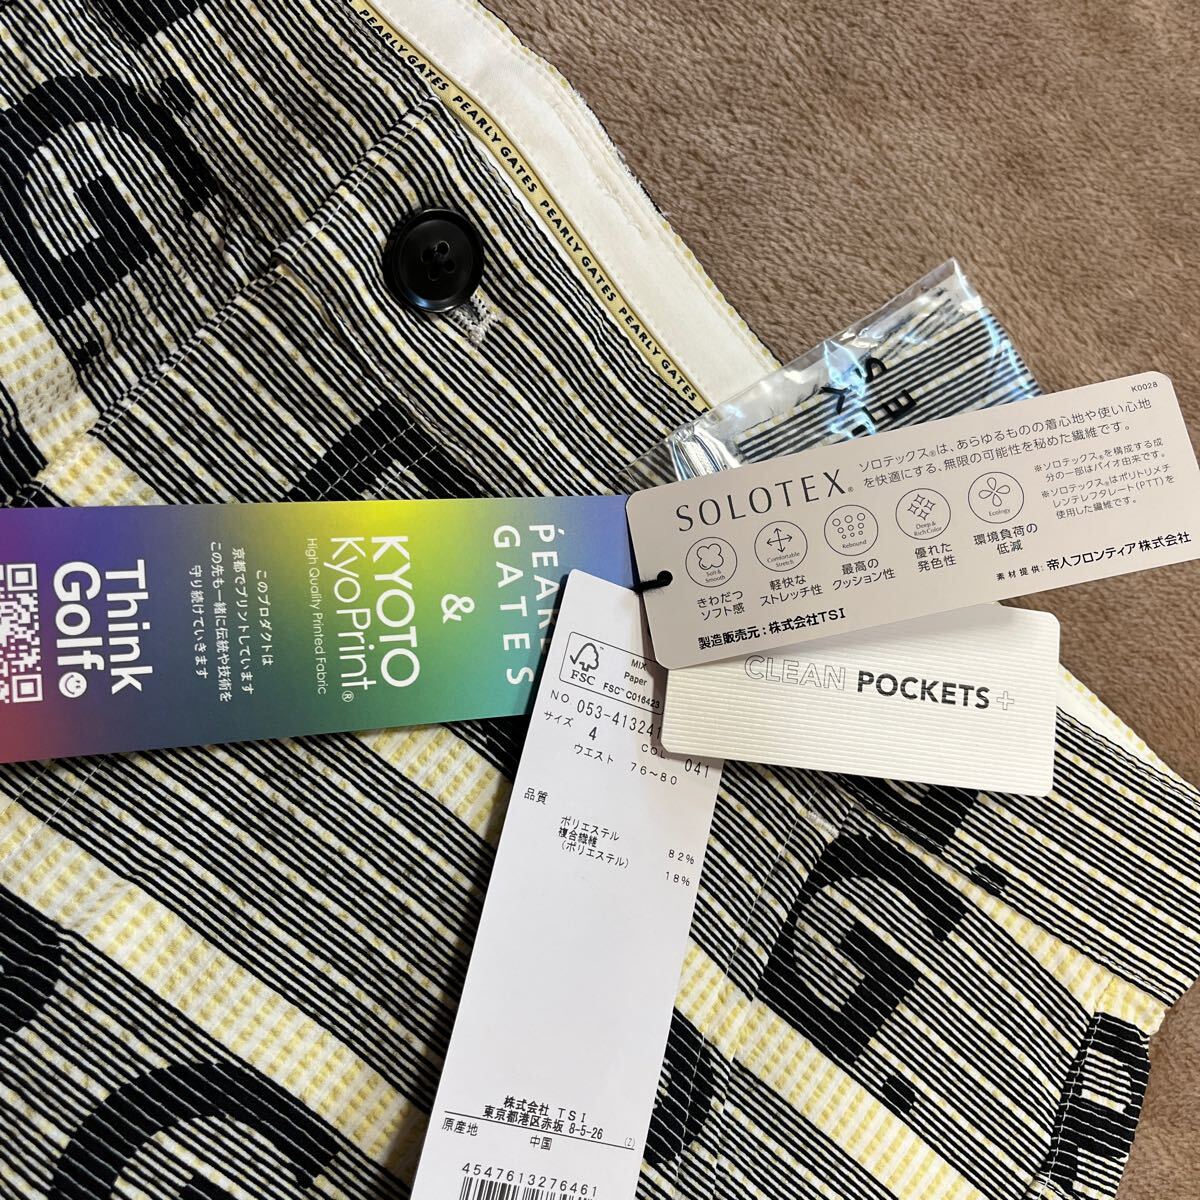 PEARLY GATES PEARLY GATES PEARLY GATES PEARLY GATES
K0028
SOLOTEX®
ソロテックス®は、あらゆるものの着心地や使い心地
を快適にする、無限の可能性を秘めた繊維です。
Soft & Smooth
きわだつ
ソフト感
Comfortable Stretch
軽快な
ストレッチ性
Rebound
最高の
クッション性
Deep & Rich Color
優れた
発色性
Ecology
環境負荷の
低減
※ソロテックス®を構成する成
分の一部はバイオ由来です。
※ソロテックス®はポリトリメチ
レンテレフタレート(PTT)を
使用した繊維です。
素材提供:帝人フロンティア株式会社
製造販売元:株式会社TSI
CLEAN POCKETS+
GATES
&
KYOTO
KyoPrint®
High Quality Printed Fabric
このプロダクトは
京都でプリントしています
この先も一緒に伝統や技術を
守り続けていきます
Think
Golf
FSC
MIX
Paper
FSC™ C016423
NO. 053-41324
サイズ
4
041
ウエスト 76~80
品質
ポリエステル 82%
複合繊維
(ポリエステル) 18%
株式会社 TSI
東京都港区赤坂 8-5-26
(2)
原産地 中国
4547613276461